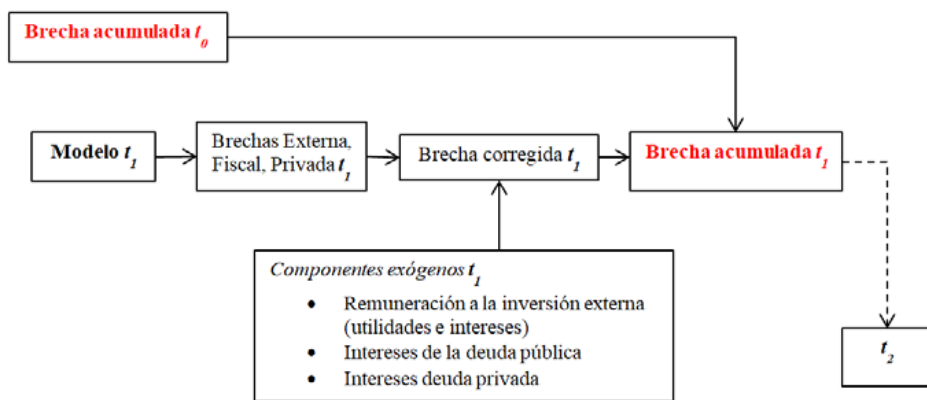 Brecha acumulada t0
Modelo t1
Brechas Externa,
Fiscal, Privada t1
Brecha corregida t1
Brecha acumulada t1
Componentes exógenos t1
• Remuneración a la inversión externa
(utilidades e intereses)
• Intereses de la deuda pública
• Intereses deuda privada
t2